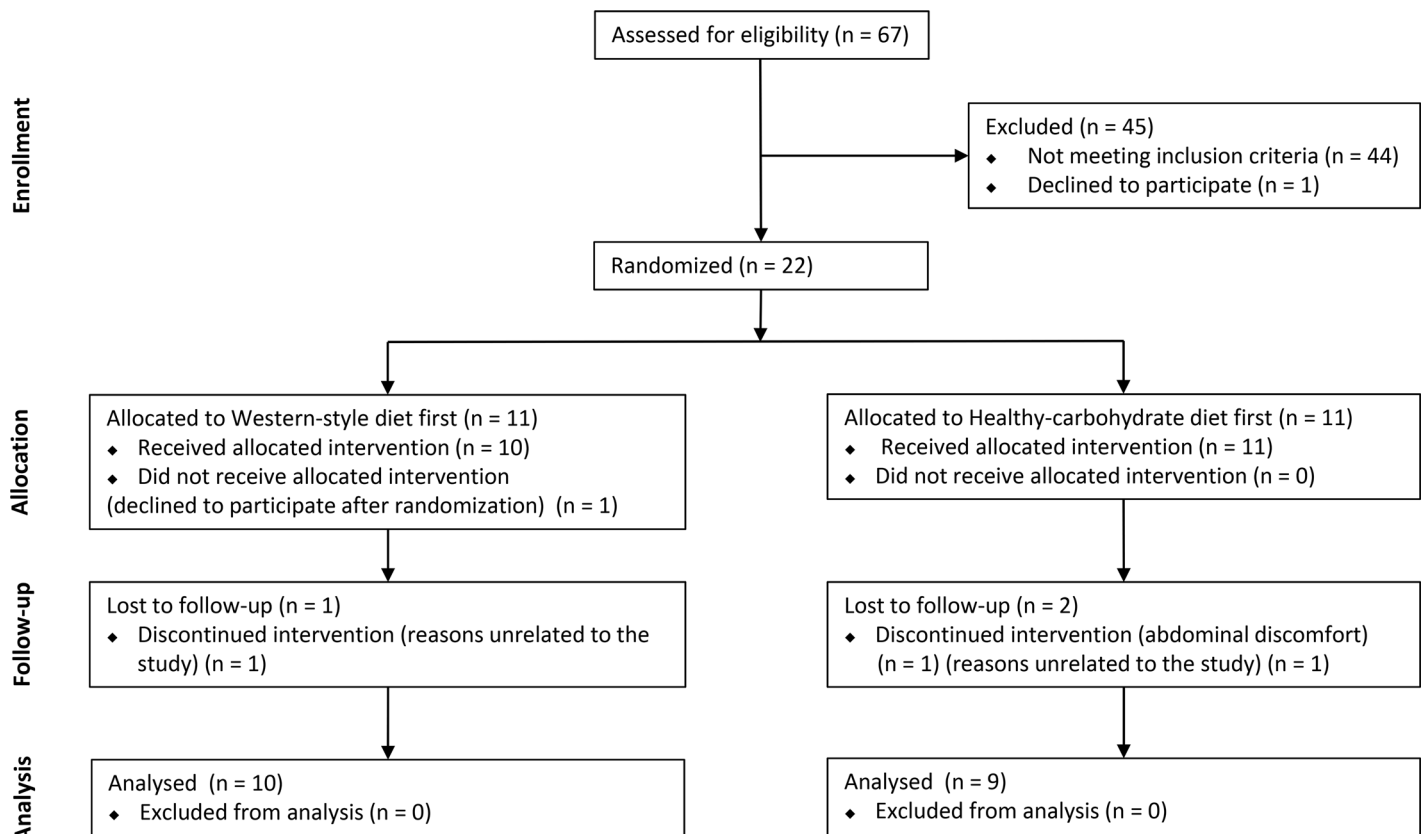 Assessed for eligibility (n = 67)
Enrollment
Excluded (n = 45)
◆ Not meeting inclusion criteria (n = 44)
◆ Declined to participate (n = 1)
Randomized (n = 22)
Allocation
Allocated to Western-style diet first (n = 11)
◆ Received allocated intervention (n = 10)
◆ Did not receive allocated intervention
(declined to participate after randomization) (n = 1)
Allocated to Healthy-carbohydrate diet first (n = 11)
◆ Received allocated intervention (n = 11)
◆ Did not receive allocated intervention (n = 0)
Follow-up
Lost to follow-up (n = 1)
◆ Discontinued intervention (reasons unrelated to the
study) (n = 1)
Lost to follow-up (n = 2)
◆ Discontinued intervention (abdominal discomfort)
(n = 1) (reasons unrelated to the study) (n = 1)
Analysis
Analysed (n = 10)
◆ Excluded from analysis (n = 0)
Analysed (n = 9)
◆ Excluded from analysis (n = 0)